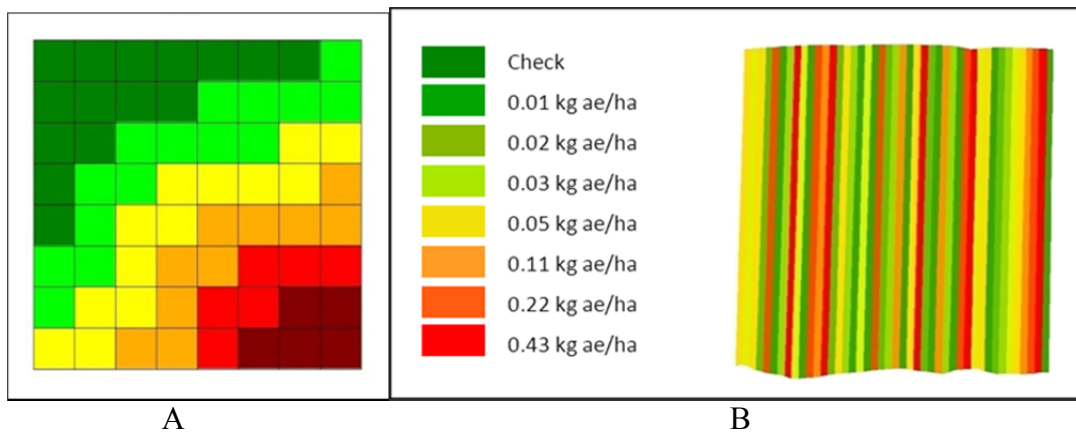 Check
0.01 kg ae/ha
0.02 kg ae/ha
0.03 kg ae/ha
0.05 kg ae/ha
0.11 kg ae/ha
0.22 kg ae/ha
0.43 kg ae/ha
A
B